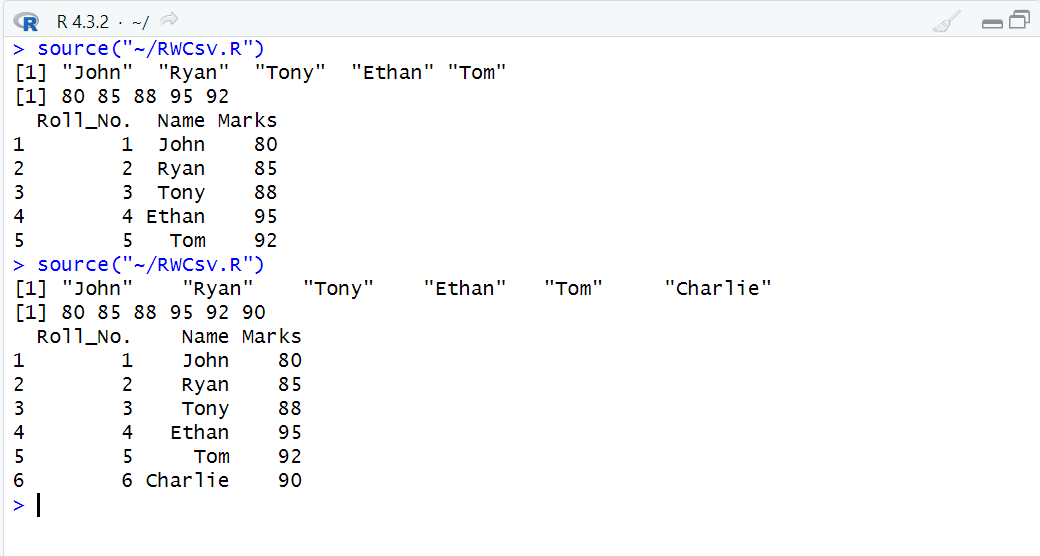 R R 4.3.2 · ~/
> source("~/RWCsv.R")
[1] "John"  "Ryan"  "Tony"  "Ethan" "Tom"
[1] 80 85 88 95 92
  Roll_No.  Name Marks
1        1  John    80
2        2  Ryan    85
3        3  Tony    88
4        4 Ethan    95
5        5   Tom    92
> source("~/RWCsv.R")
[1] "John"    "Ryan"    "Tony"    "Ethan"   "Tom"     "Charlie"
[1] 80 85 88 95 92 90
  Roll_No.    Name Marks
1        1    John    80
2        2    Ryan    85
3        3    Tony    88
4        4   Ethan    95
5        5     Tom    92
6        6 Charlie    90
>